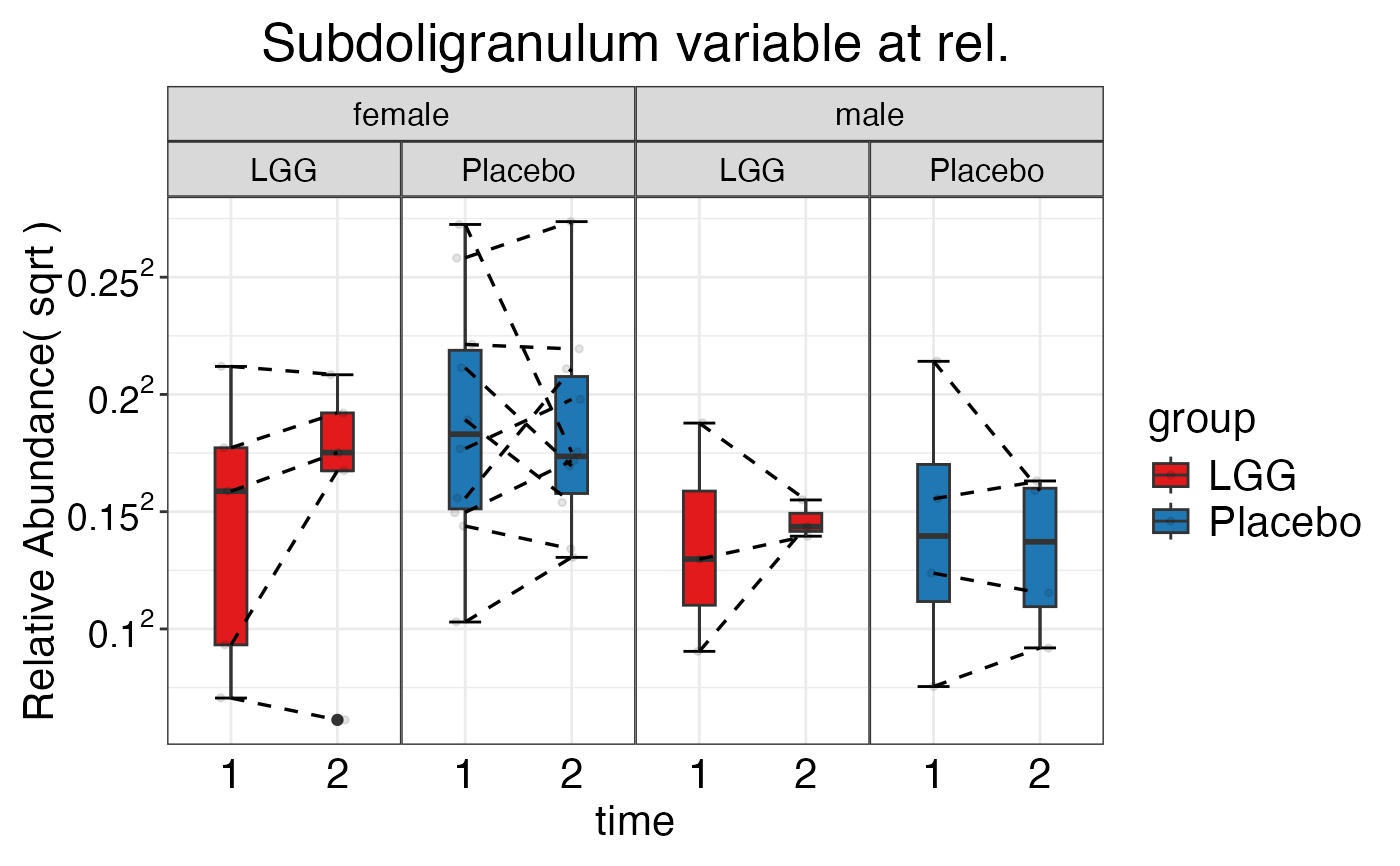 Subdoligranulum variable at rel.
female male
LGG Placebo LGG Placebo
Relative Abundance( sqrt )
0.25²
0.2²
0.15²
0.1²
1 2 1 2 1 2 1 2
time
group
LGG
Placebo